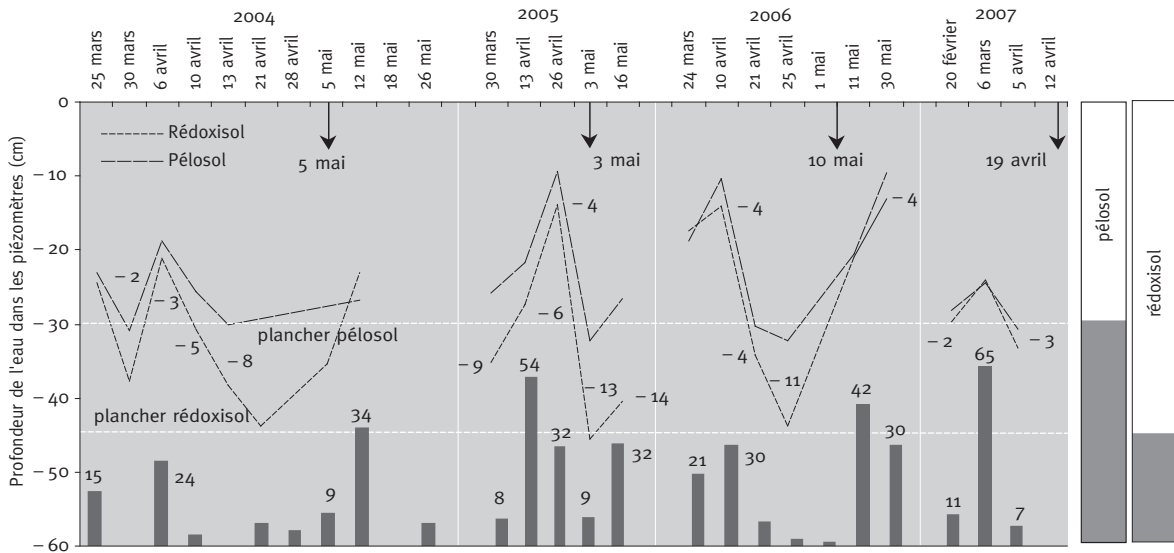 2004 2005 2006 2007
25 mars 30 mars 6 avril 10 avril 13 avril 21 avril 28 avril 5 mai 12 mai 18 mai 26 mai 30 mars 13 avril 26 avril 3 mai 16 mai 24 mars 10 avril 21 avril 25 avril 1 mai 11 mai 30 mai 20 février 6 mars 5 avril 12 avril
Profondeur de l'eau dans les piézomètres (cm)
0
−10
−20
−30
−40
−50
−60
Rédoxisol
Pélosol
5 mai 3 mai 10 mai 19 avril
−2 −3 −5 −8
−9 −6 −4 −13 −14
−4 −4 −11 −4
−2 −3
plancher pélosol
plancher rédoxisol
15 24 9 34
8 54 32 9 32
21 30 42 30
11 65 7
pélosol
rédoxisol